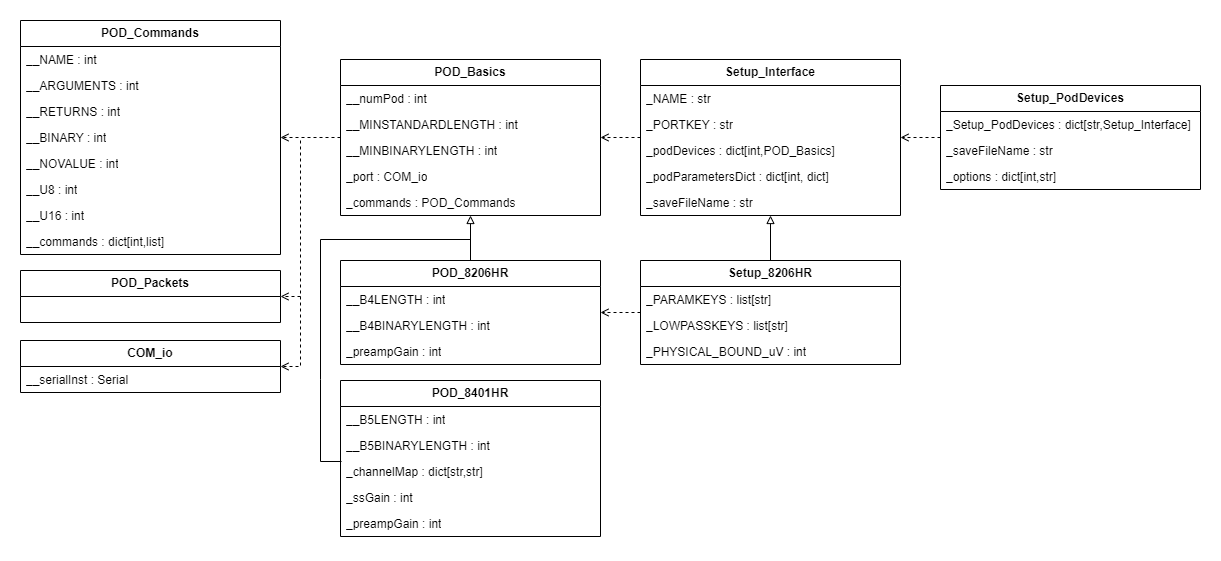 POD_Commands
__NAME : int
__ARGUMENTS : int
__RETURNS : int
__BINARY : int
__NOVALUE : int
__U8 : int
__U16 : int
__commands : dict[int,list]
POD_Packets
COM_io
__serialInst : Serial
POD_Basics
__numPod : int
__MINSTANDARDLENGTH : int
__MINBINARYLENGTH : int
_port : COM_io
_commands : POD_Commands
POD_8206HR
__B4LENGTH : int
__B4BINARYLENGTH : int
_preampGain : int
POD_8401HR
__B5LENGTH : int
__B5BINARYLENGTH : int
_channelMap : dict[str,str]
_ssGain : int
_preampGain : int
Setup_Interface
_NAME : str
_PORTKEY : str
_podDevices : dict[int,POD_Basics]
_podParametersDict : dict[int, dict]
_saveFileName : str
Setup_8206HR
_PARAMKEYS : list[str]
_LOWPASSKEYS : list[str]
_PHYSICAL_BOUND_uV : int
Setup_PodDevices
_Setup_PodDevices : dict[str,Setup_Interface]
_saveFileName : str
_options : dict[int,str]